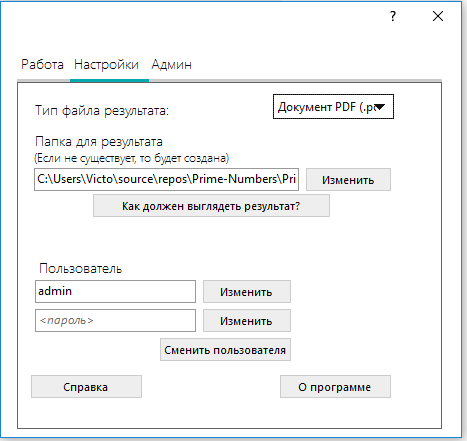 ?
Работа Настройки Админ
Тип файла результата: Документ PDF (.p
Папка для результата
(Если не существует, то будет создана)
C:\Users\Victo\source\repos\Prime-Numbers\Pri Изменить
Как должен выглядеть результат?
Пользователь
admin Изменить
<пароль> Изменить
Сменить пользователя
Справка О программе